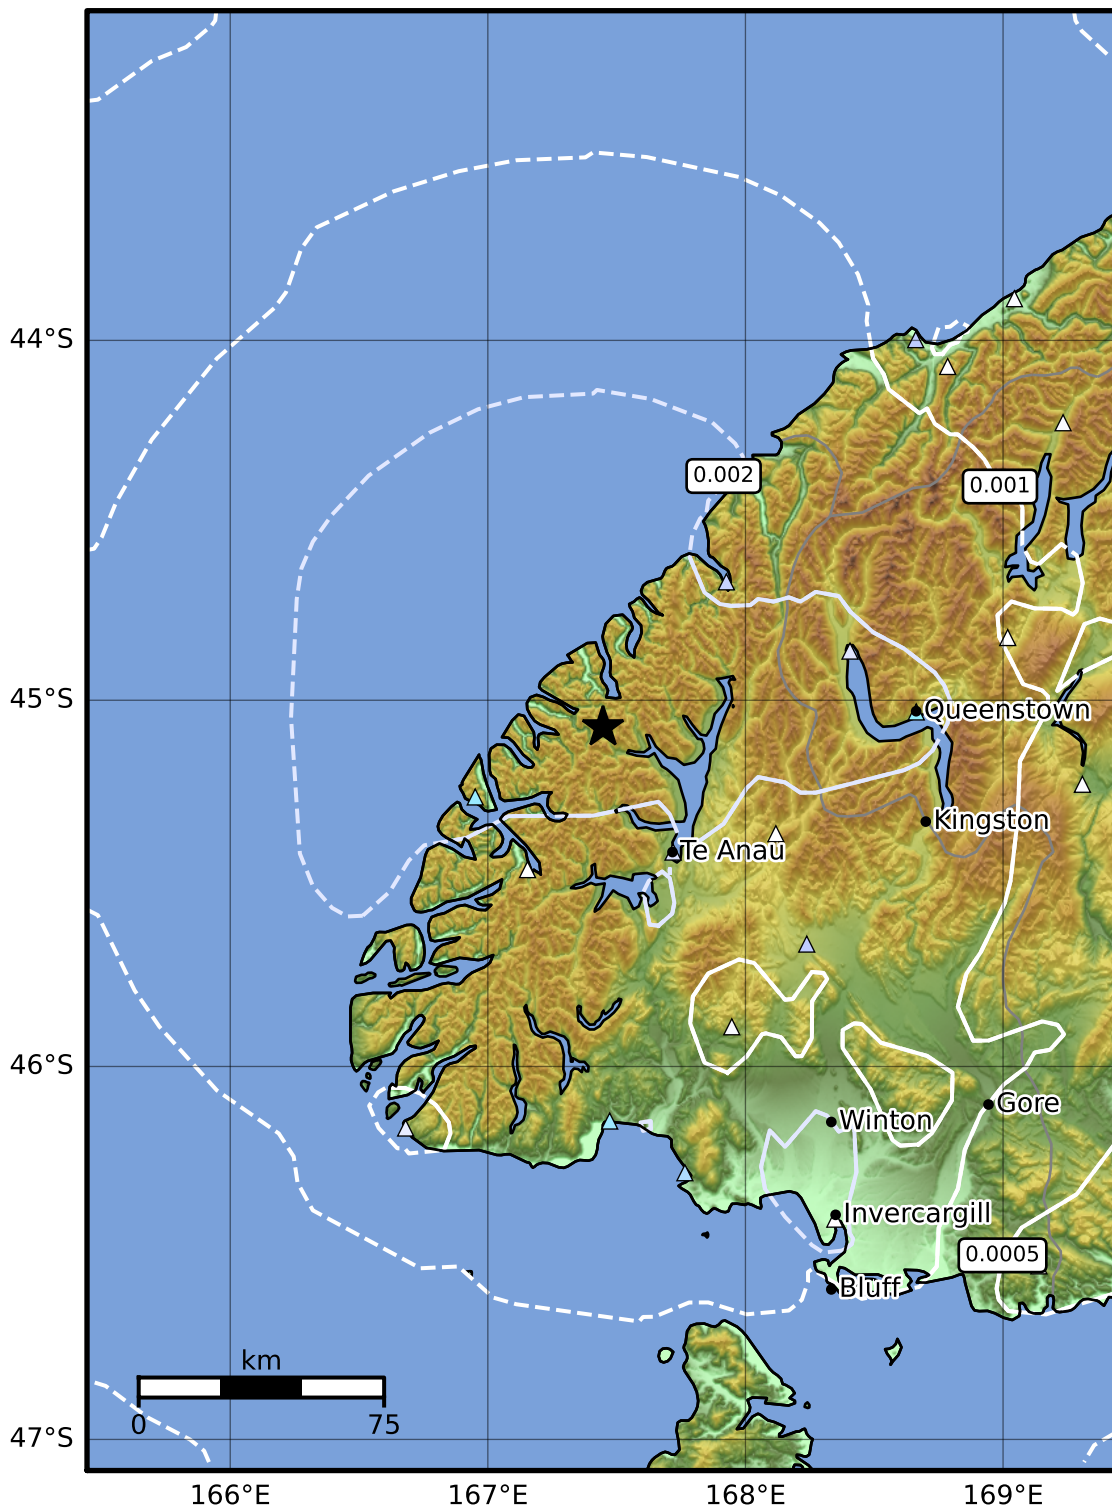 44°S
0.002
0.001
45°S
Queenstown
Kingston
Te Anau
46°S
Gore
Winton
Invercargill
0.0005
Bluff
km
0
75
47°S
166°E
167°E
168°E
169°E